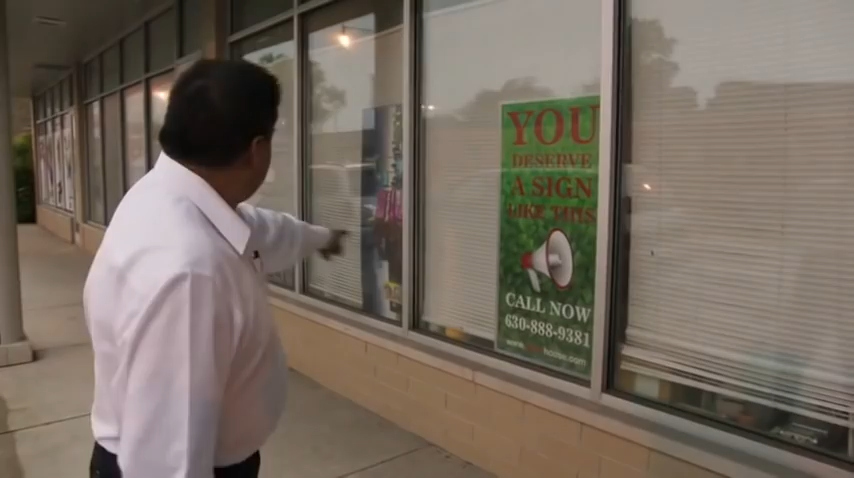 YOU
DESERVE
A SIGN
LIKE THIS
CALL NOW
630-888-9381